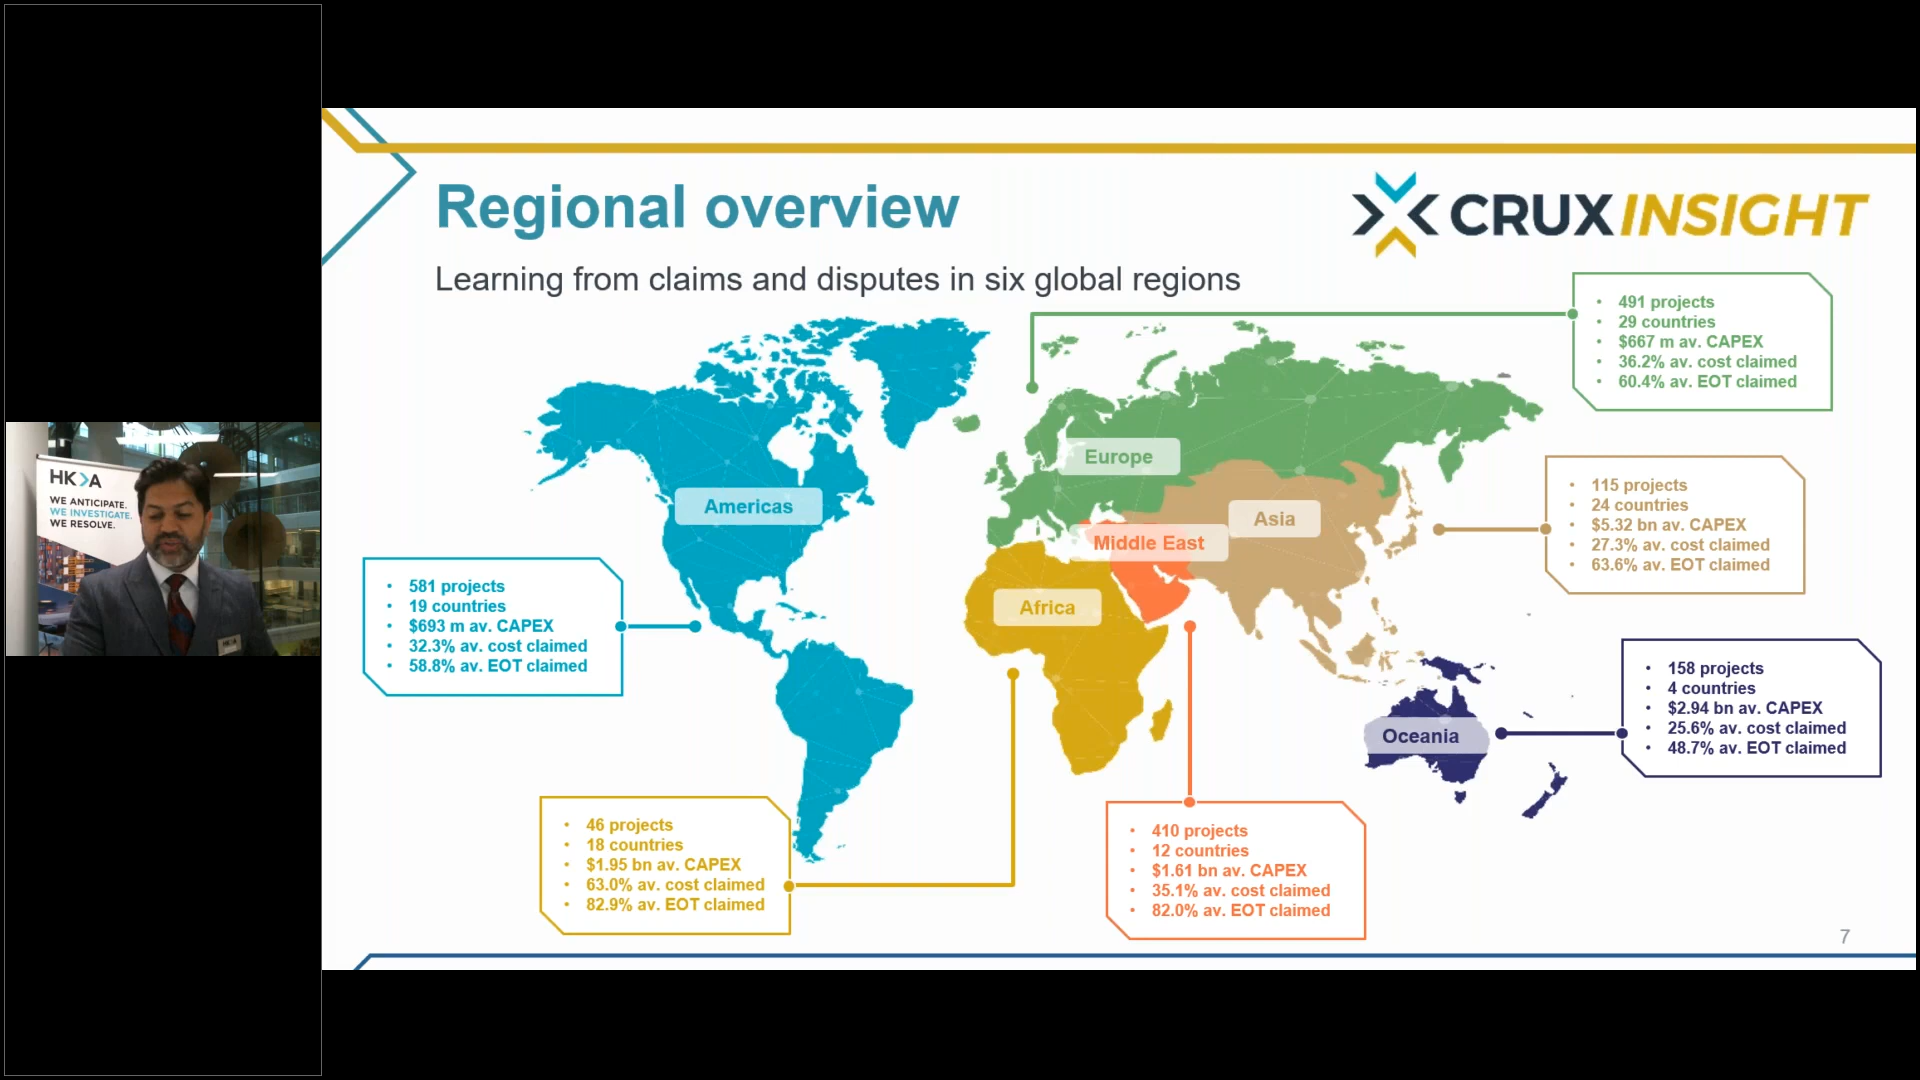 HKA
WE ANTICIPATE.
WE INVESTIGATE.
WE RESOLVE.
HKA
Regional overview
CRUXINSIGHT
Learning from claims and disputes in six global regions
• 491 projects
• 29 countries
• $667 m av. CAPEX
• 36.2% av. cost claimed
• 60.4% av. EOT claimed
Europe
Americas
Asia
Middle East
Africa
Oceania
• 115 projects
• 24 countries
• $5.32 bn av. CAPEX
• 27.3% av. cost claimed
• 63.6% av. EOT claimed
• 581 projects
• 19 countries
• $693 m av. CAPEX
• 32.3% av. cost claimed
• 58.8% av. EOT claimed
• 158 projects
• 4 countries
• $2.94 bn av. CAPEX
• 25.6% av. cost claimed
• 48.7% av. EOT claimed
• 46 projects
• 18 countries
• $1.95 bn av. CAPEX
• 63.0% av. cost claimed
• 82.9% av. EOT claimed
• 410 projects
• 12 countries
• $1.61 bn av. CAPEX
• 35.1% av. cost claimed
• 82.0% av. EOT claimed
7